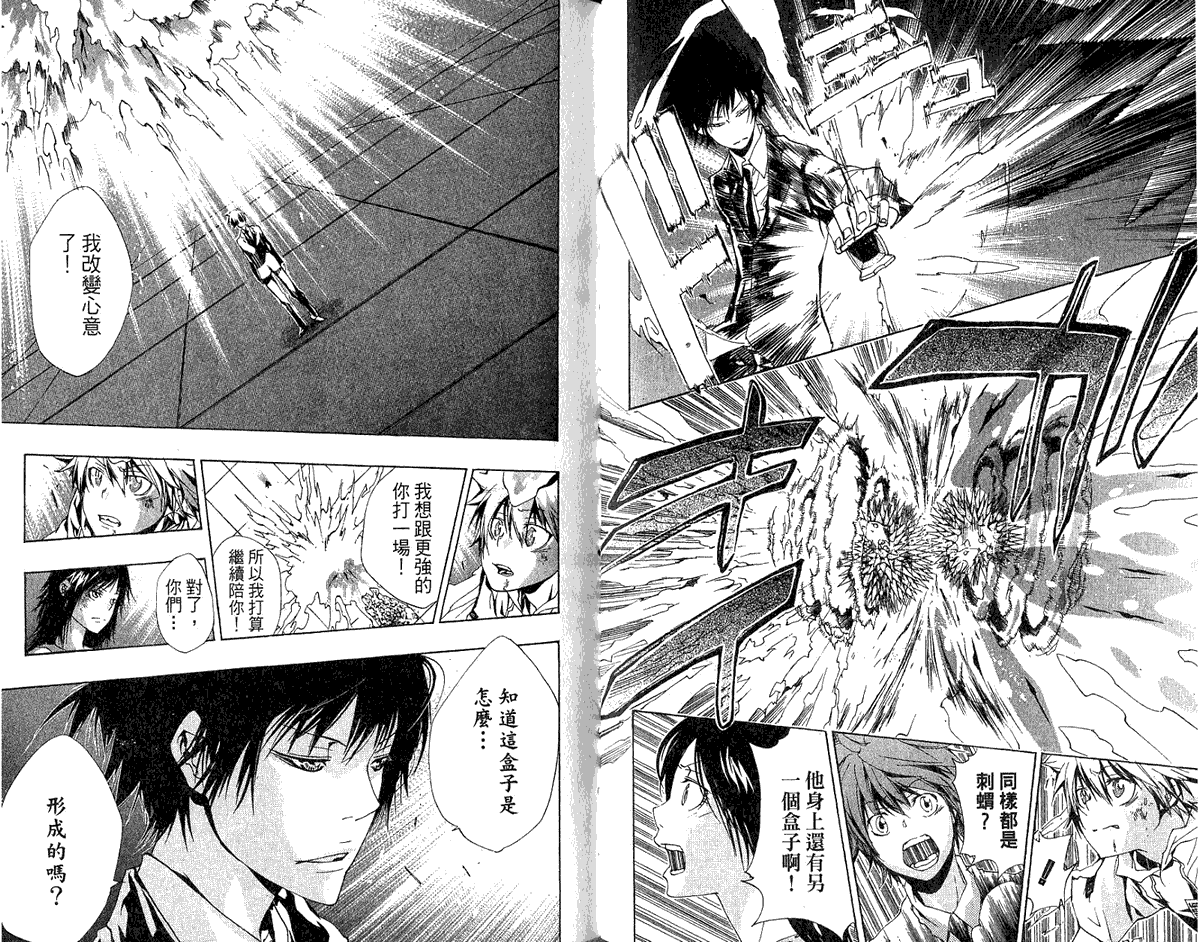 ガキィ
同樣都是
刺蝟？
！
他身上還有另
一個盒子啊！
我改變心意
了！
我想跟更強的
你打一場！
所以我打算
繼續陪你！
對了，
你們…
知道這盒子是
怎麼…
形成的嗎？